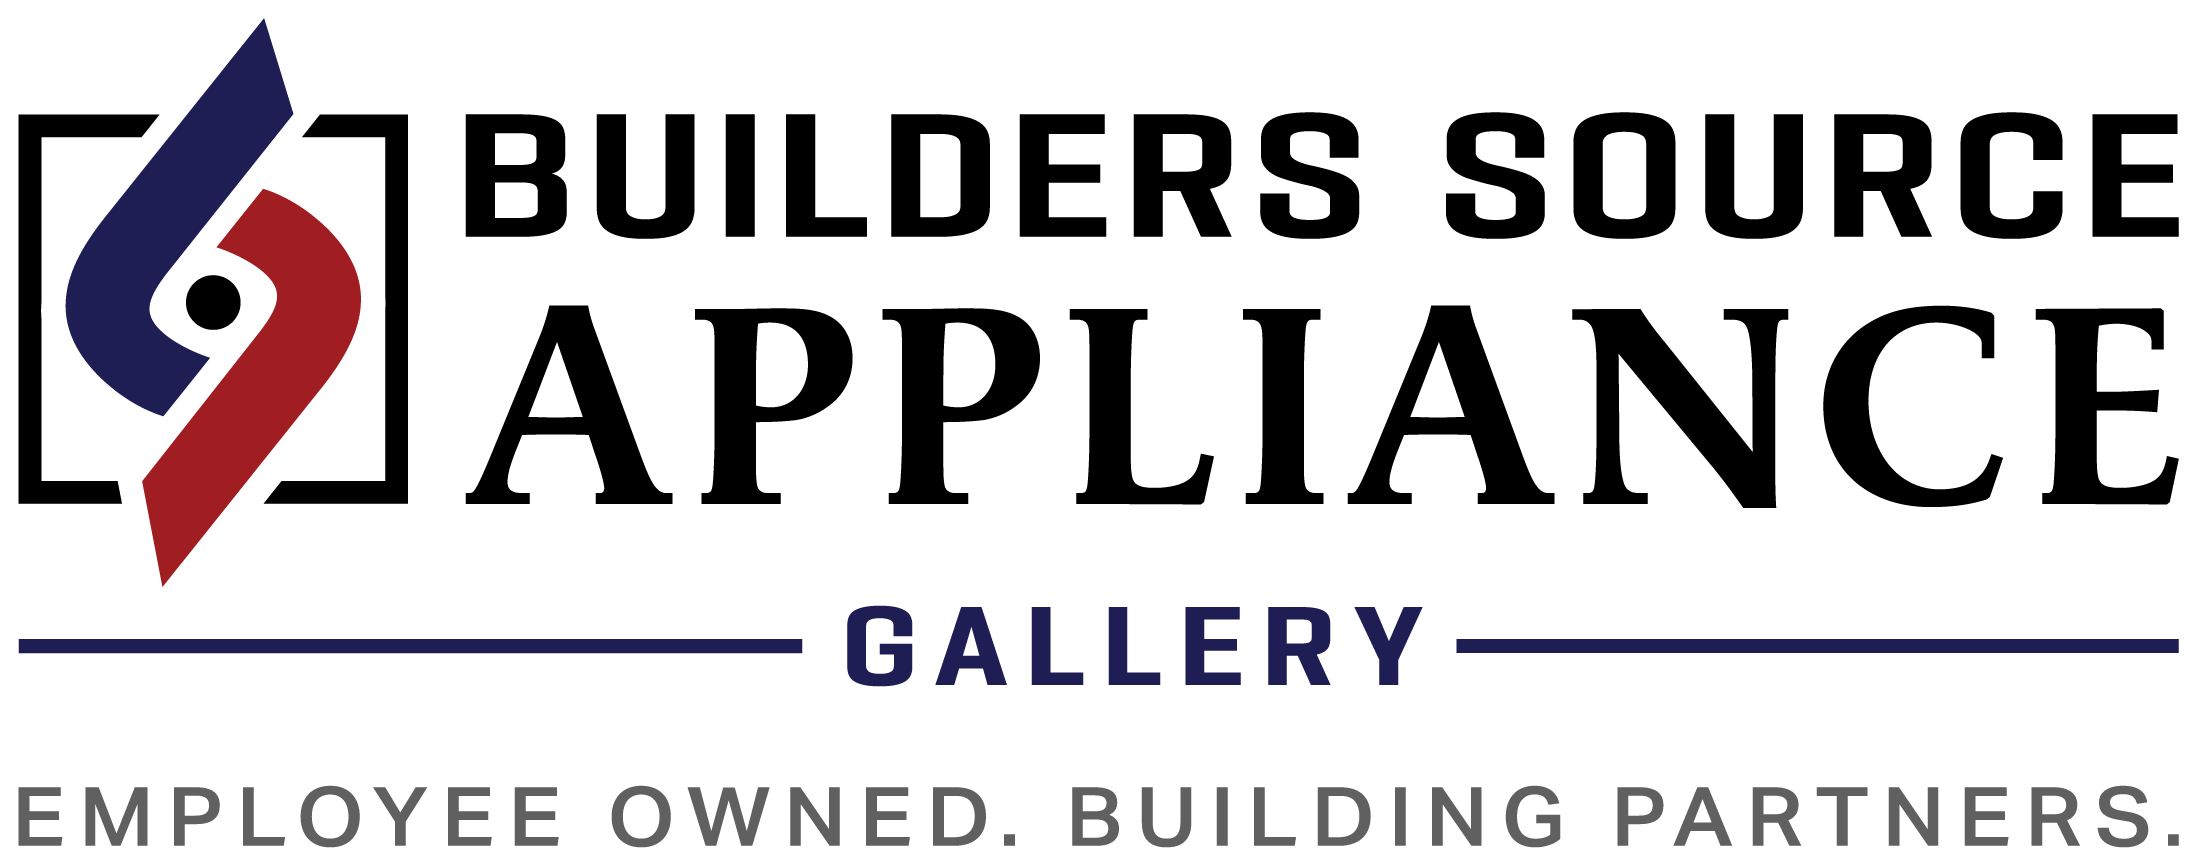 BUILDERS SOURCE
APPLIANCE
GALLERY
EMPLOYEE OWNED. BUILDING PARTNERS.